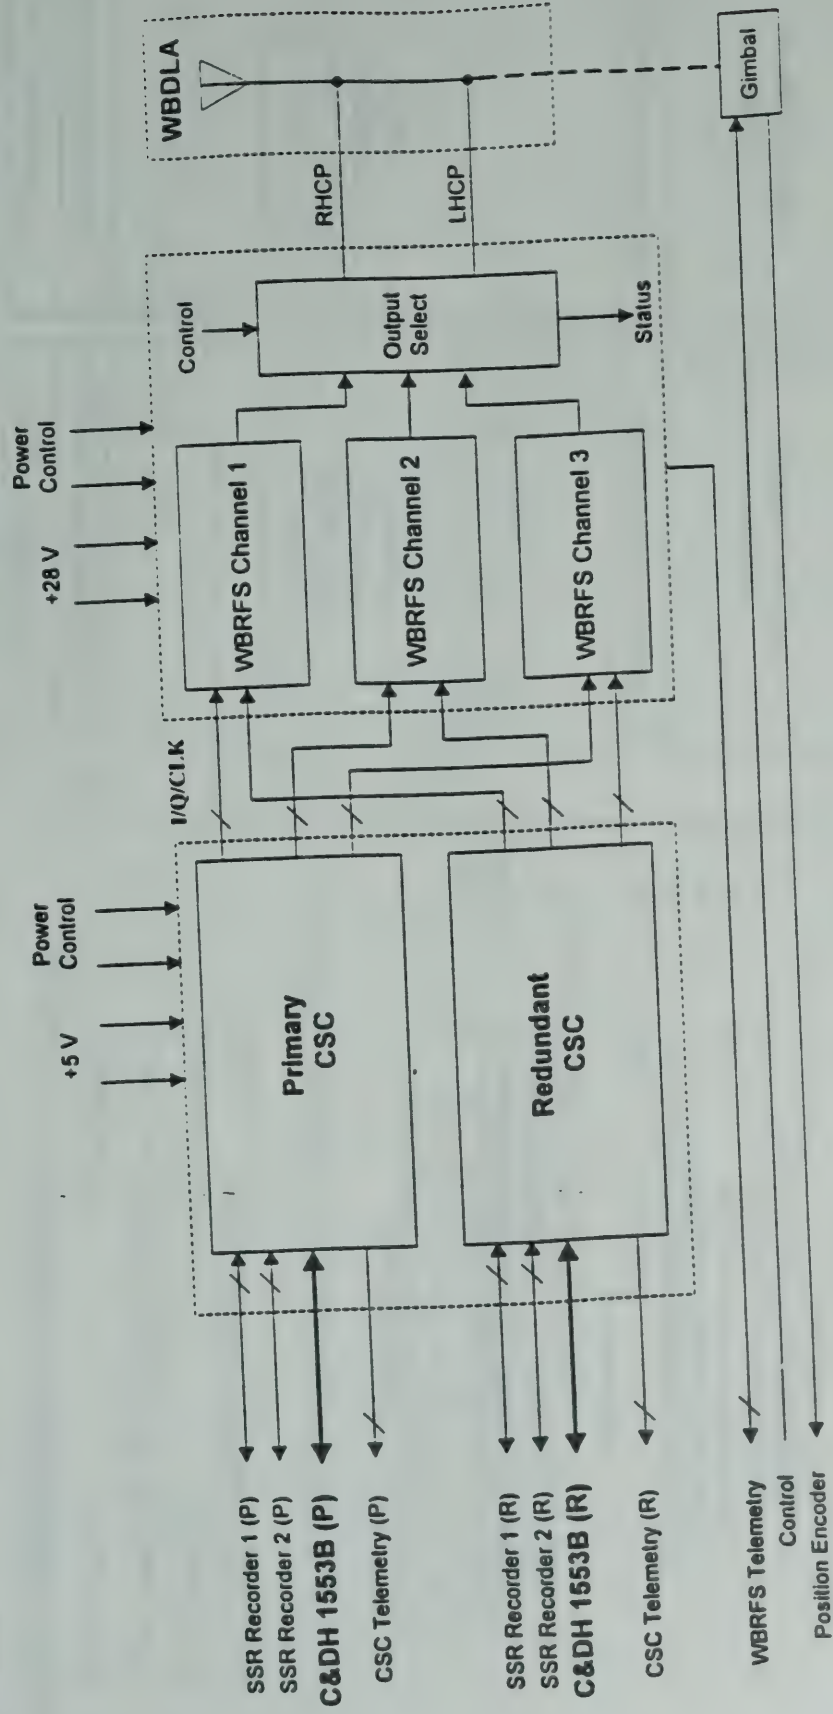 SSR Recorder 1 (P)
SSR Recorder 2 (P)
C&DH 1553B (P)
CSC Telemetry (P)
SSR Recorder 1 (R)
SSR Recorder 2 (R)
C&DH 1553B (R)
CSC Telemetry (R)
WBRFS Telemetry
Control
Position Encoder
+5 V
Power
Control
Primary
CSC
Redundant
CSC
I/Q/CLK
+28 V
Power
Control
WBRFS Channel 1
WBRFS Channel 2
WBRFS Channel 3
Control
Output
Select
Status
RHCP
LHCP
WBDLA
Gimbal